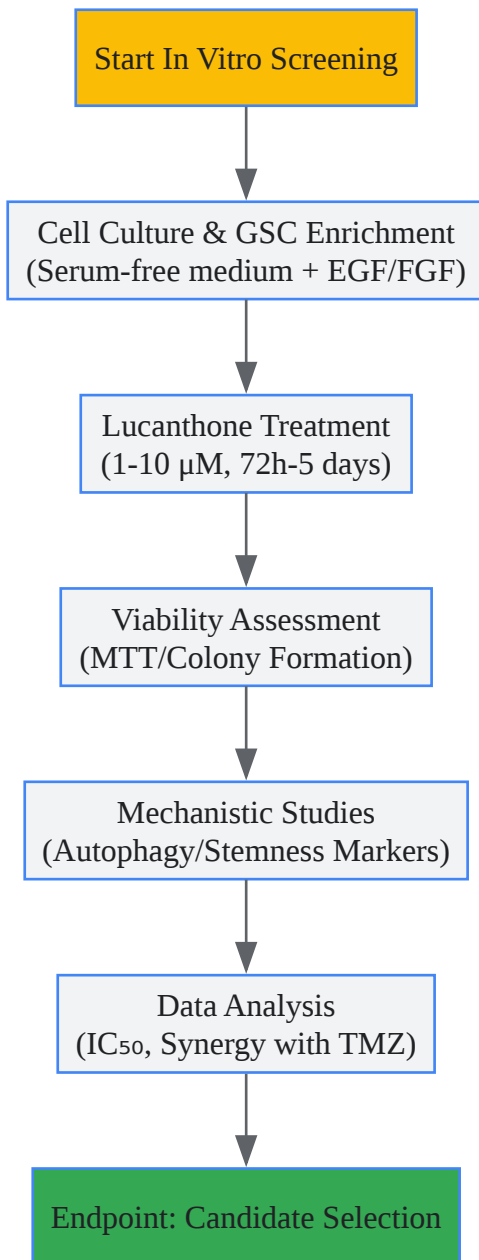 Start In Vitro Screening
Cell Culture & GSC Enrichment
(Serum-free medium + EGF/FGF)
Lucanthone Treatment
(1-10 μM, 72h-5 days)
Viability Assessment
(MTT/Colony Formation)
Mechanistic Studies
(Autophagy/Stemness Markers)
Data Analysis
(IC₅₀, Synergy with TMZ)
Endpoint: Candidate Selection